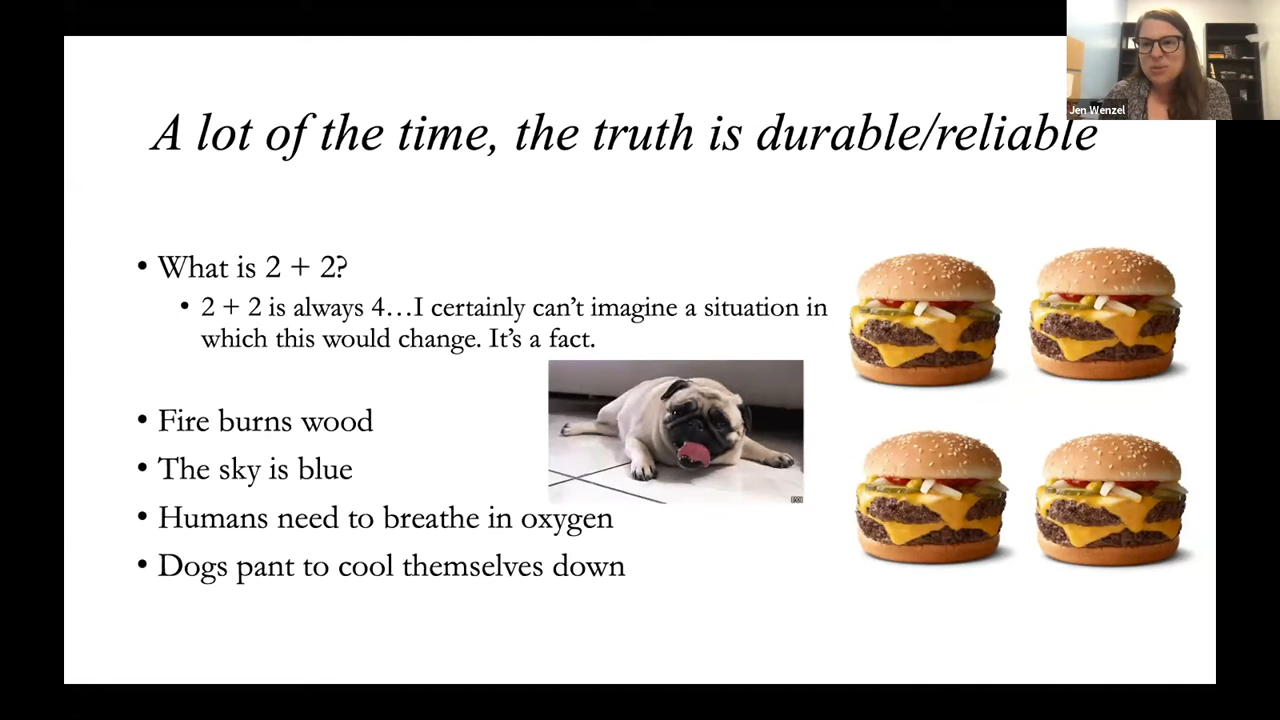 Jen Wenzel
A lot of the time, the truth is durable/reliable
• What is 2 + 2?
• 2 + 2 is always 4…I certainly can’t imagine a situation in
which this would change. It’s a fact.
• Fire burns wood
• The sky is blue
• Humans need to breathe in oxygen
• Dogs pant to cool themselves down